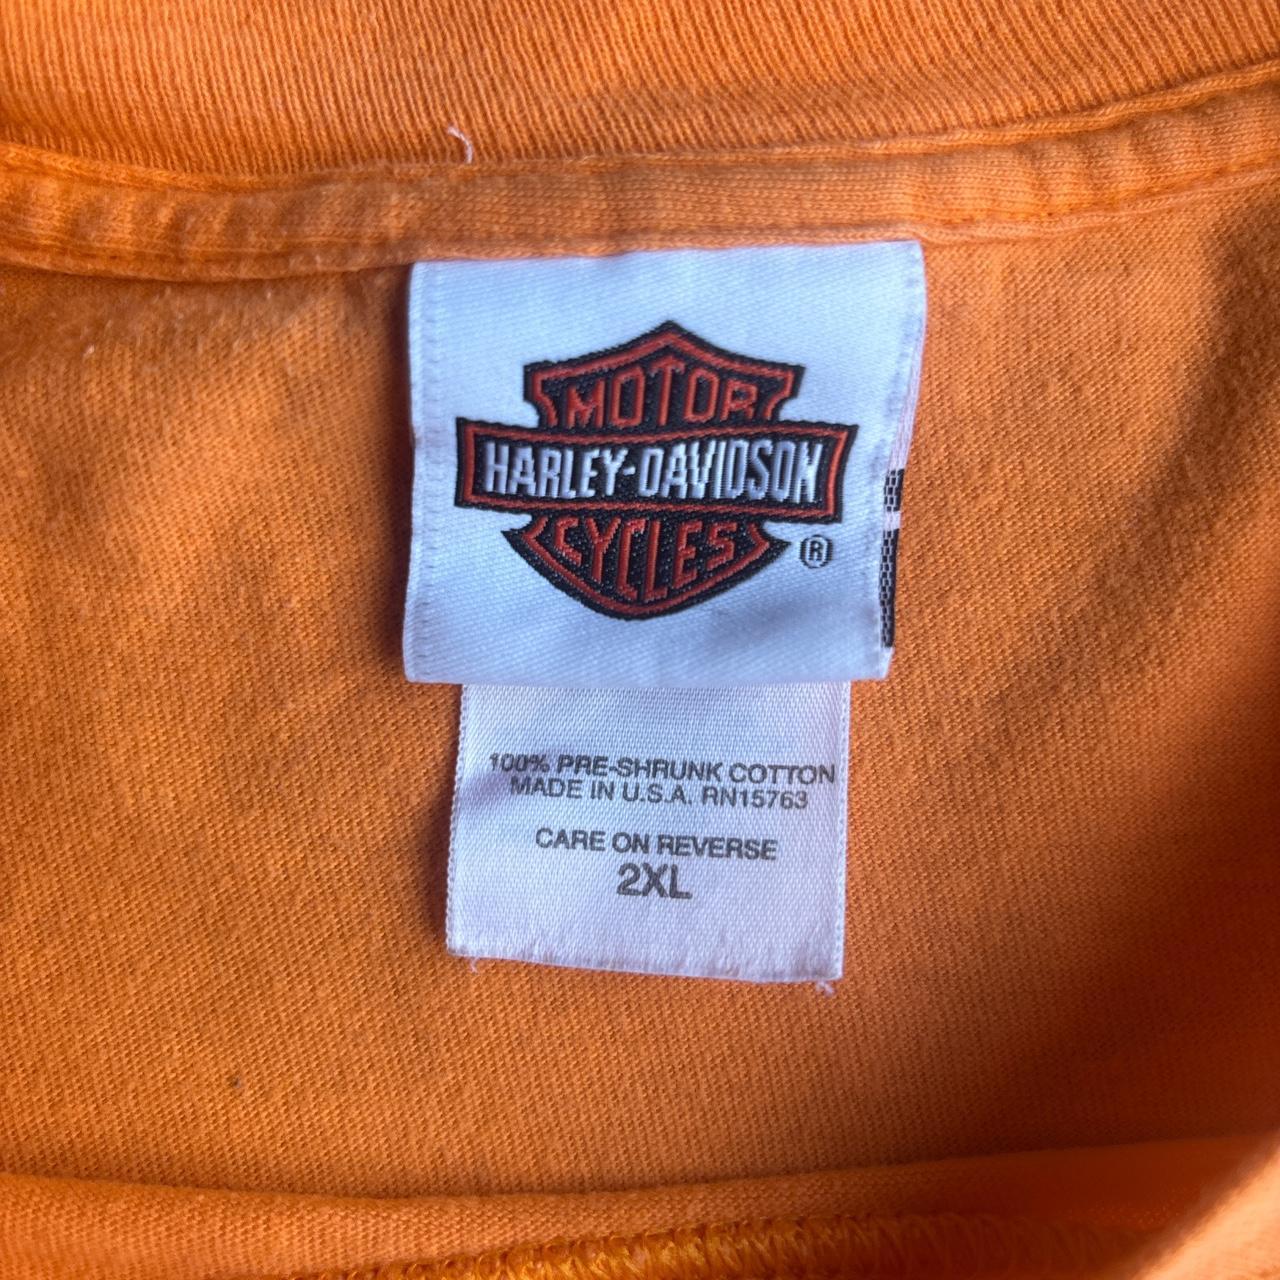 MOTOR
HARLEY-DAVIDSON
CYCLES
®
100% PRE-SHRUNK COTTON
MADE IN U.S.A. RN15763
CARE ON REVERSE
2XL